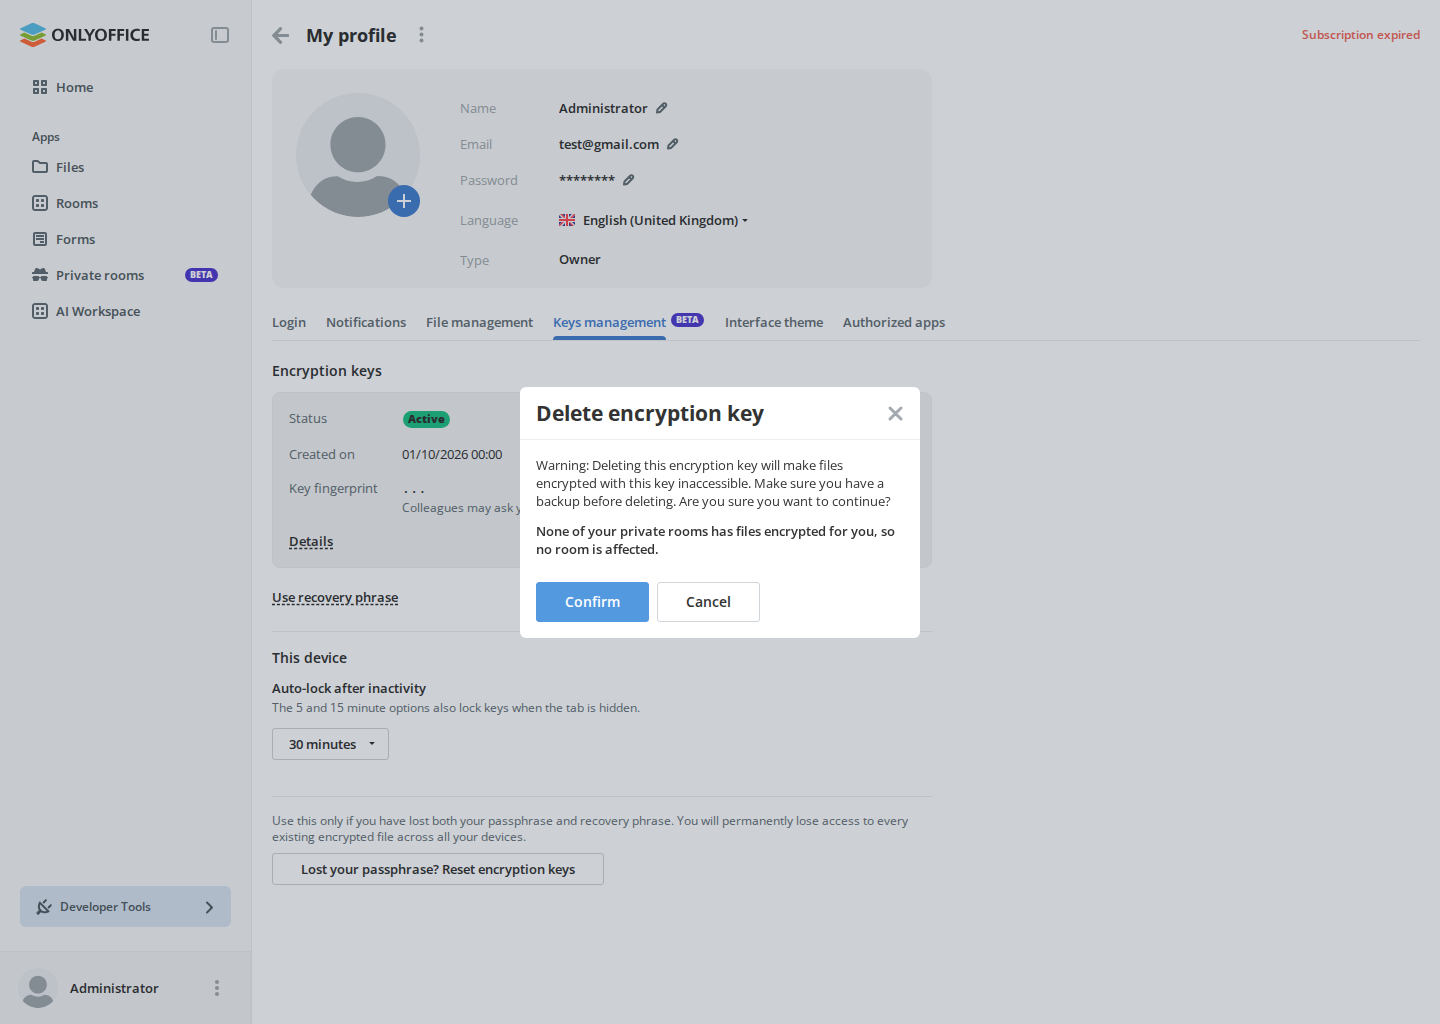 ONLYOFFICE
Home
Apps
Files
Rooms
Forms
Private rooms BETA
AI Workspace
Developer Tools
Administrator
My profile
Subscription expired
Name Administrator
Email test@gmail.com
Password ********
Language English (United Kingdom)
Type Owner
Login Notifications File management Keys management BETA Interface theme Authorized apps
Encryption keys
Status Active
Created on 01/10/2026 00:00
Key fingerprint ...
Colleagues may ask
Details
Use recovery phrase
Delete encryption key
Warning: Deleting this encryption key will make files
encrypted with this key inaccessible. Make sure you have a
backup before deleting. Are you sure you want to continue?
None of your private rooms has files encrypted for you, so
no room is affected.
Confirm Cancel
This device
Auto-lock after inactivity
The 5 and 15 minute options also lock keys when the tab is hidden.
30 minutes
Use this only if you have lost both your passphrase and recovery phrase. You will permanently lose access to every
existing encrypted file across all your devices.
Lost your passphrase? Reset encryption keys